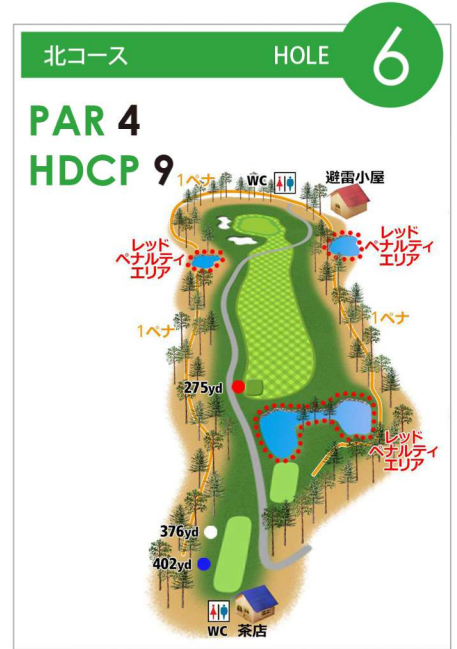 北コース
HOLE
6
PAR 4
HDCP 9
1ペナ
WC
避雷小屋
レッド
ペナルティ
エリア
レッド
ペナルティ
エリア
1ペナ
1ペナ
275yd
レッド
ペナルティ
エリア
376yd
402yd
WC 茶店